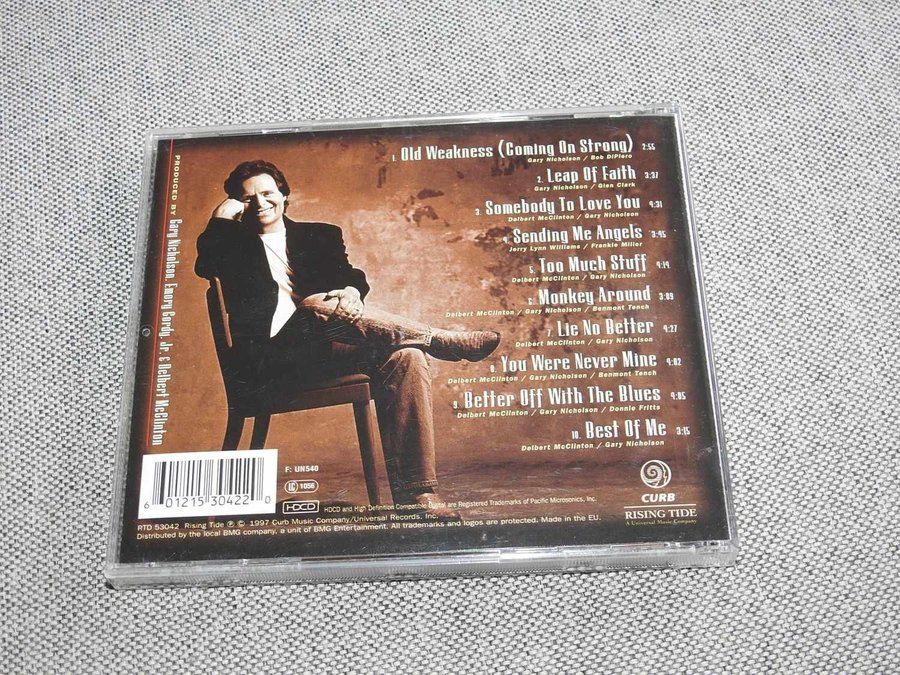 1. Old Weakness (Coming On Strong) 2:55
Gary Nicholson / Bob DiPiero
2. Leap Of Faith 3:37
Gary Nicholson / Glen Clark
3. Somebody To Love You 4:31
Delbert McClinton / Gary Nicholson
4. Sending Me Angels 3:45
Jerry Lynn Williams / Frankie Miller
5. Too Much Stuff 4:14
Delbert McClinton / Gary Nicholson
6. Monkey Around 3:09
Delbert McClinton / Gary Nicholson / Benmont Tench
7. Lie No Better 4:27
Delbert McClinton / Gary Nicholson
8. You Were Never Mine 4:02
Delbert McClinton / Gary Nicholson / Benmont Tench
9. Better Off With The Blues 4:05
Delbert McClinton / Gary Nicholson / Donnie Fritts
10. Best Of Me 3:15
Delbert McClinton / Gary Nicholson
PRODUCED BY Gary Nicholson, Emory Gordy, Jr. & Delbert McClinton
6 01215 30422 0
F: UN540
LC 1056
HDCD
HDCD and High Definition Compatible Digital are Registered Trademarks of Pacific Microsonics, Inc.
RTD 53042 Rising Tide ℗ © 1997 Curb Music Company/Universal Records, Inc.
Distributed by the local BMG company, a unit of BMG Entertainment. All trademarks and logos are protected. Made in the EU.
CURB
RISING TIDE
A Universal Music Company